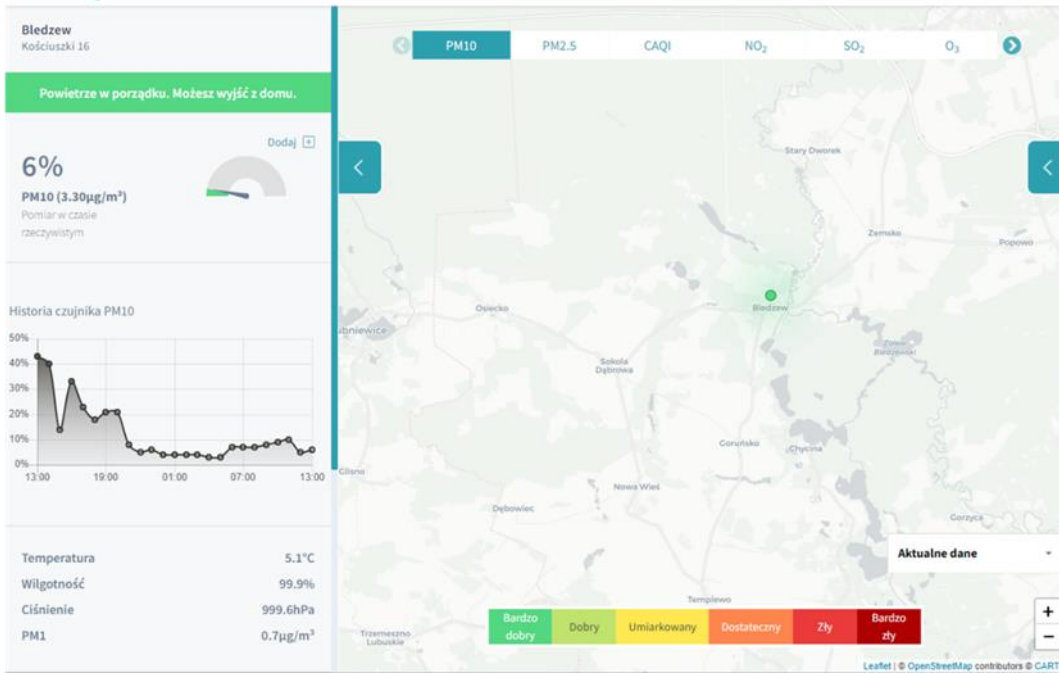 Bledzew
Kościuszki 16
Powietrze w porządku. Możesz wyjść z domu.
Dodaj
6%
PM10 (3.30µg/m³)
Pomiar w czasie
rzeczywistym
Historia czujnika PM10
50%
40%
30%
20%
10%
0%
13:00 19:00 01:00 07:00 13:00
Temperatura 5.1°C
Wilgotność 99.9%
Ciśnienie 999.6hPa
PM1 0.7µg/m³
PM10 PM2.5 CAQI NO₂ SO₂ O₃
Stary Dworek
Zemsko
Popowo
Osiecko
Bledzew
ubniewice
Zalew
Bledzewski
Sokola
Dąbrowa
Goruńsko
Chycina
Glisno
Nowa Wieś
Dębowiec
Gorzyca
Aktualne dane
Templewo
Trzemeszno
Lubuskie
Bardzo
dobry
Dobry
Umiarkowany
Dostateczny
Zły
Bardzo
zły
+
−
Leaflet | © OpenStreetMap contributors © CART